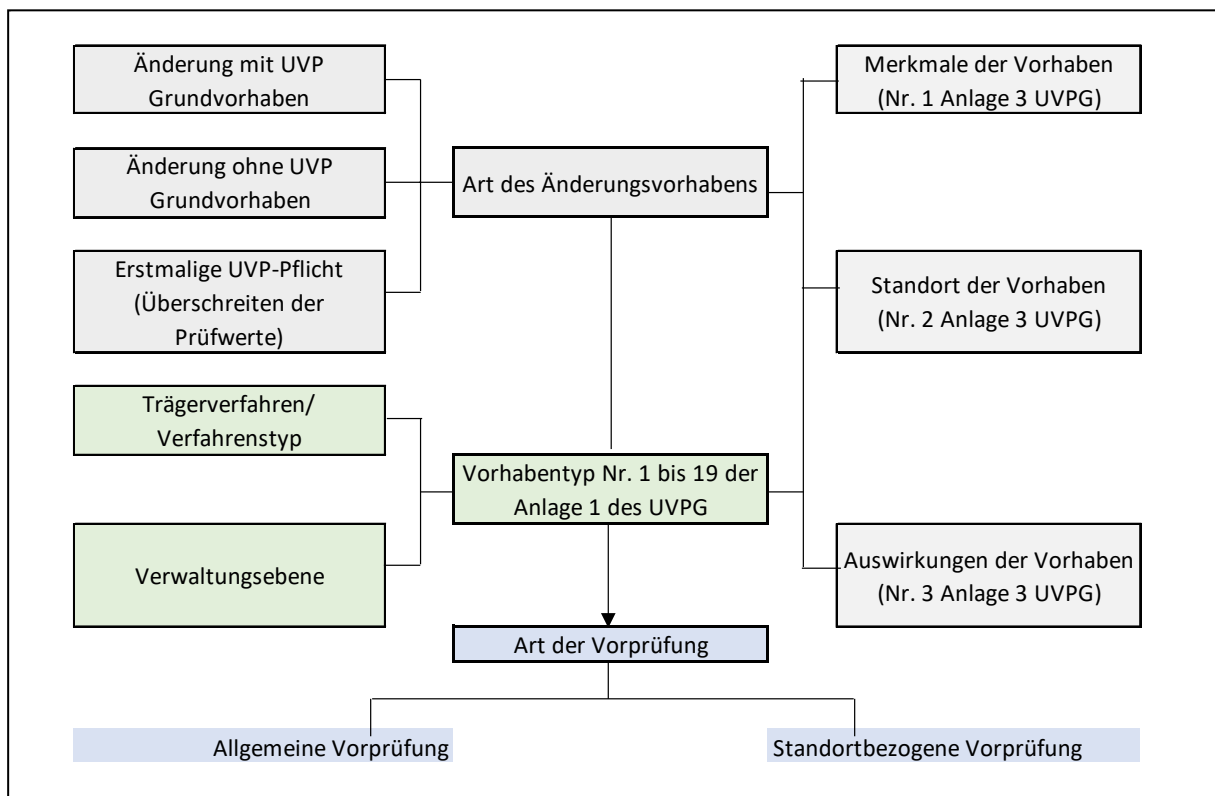 Änderung mit UVP
Grundvorhaben
Änderung ohne UVP
Grundvorhaben
Erstmalige UVP-Pflicht
(Überschreiten der
Prüfwerte)
Trägerverfahren/
Verfahrenstyp
Verwaltungsebene
Art des Änderungsvorhabens
Vorhabentyp Nr. 1 bis 19 der
Anlage 1 des UVPG
Merkmale der Vorhaben
(Nr. 1 Anlage 3 UVPG)
Standort der Vorhaben
(Nr. 2 Anlage 3 UVPG)
Auswirkungen der Vorhaben
(Nr. 3 Anlage 3 UVPG)
Art der Vorprüfung
Allgemeine Vorprüfung
Standortbezogene Vorprüfung